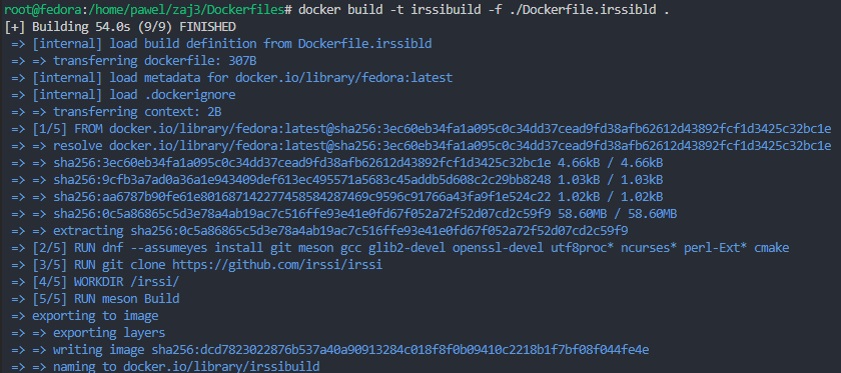 root@fedora:/home/pawel/zaj3/Dockerfiles# docker build -t irssibuild -f ./Dockerfile.irssibld .
[+] Building 54.0s (9/9) FINISHED
=> [internal] load build definition from Dockerfile.irssibld
=> => transferring dockerfile: 307B
=> [internal] load metadata for docker.io/library/fedora:latest
=> [internal] load .dockerignore
=> => transferring context: 2B
=> [1/5] FROM docker.io/library/fedora:latest@sha256:3ec60eb34fa1a095c0c34dd37cead9fd38afb62612d43892fcf1d3425c32bc1e
=> => resolve docker.io/library/fedora:latest@sha256:3ec60eb34fa1a095c0c34dd37cead9fd38afb62612d43892fcf1d3425c32bc1e
=> => sha256:3ec60eb34fa1a095c0c34dd37cead9fd38afb62612d43892fcf1d3425c32bc1e 4.66kB / 4.66kB
=> => sha256:9cfb3a7ad0a36a1e943409def613ec495571a5683c45addb5d608c2c29bb8248 1.03kB / 1.03kB
=> => sha256:aa6787b90fe61e801687142277458584287469c9596c91766a43fa9f1e524c22 1.02kB / 1.02kB
=> => sha256:0c5a86865c5d3e78a4ab19ac7c516ffe93e41e0fd67f052a72f52d07cd2c59f9 58.60MB / 58.60MB
=> => extracting sha256:0c5a86865c5d3e78a4ab19ac7c516ffe93e41e0fd67f052a72f52d07cd2c59f9
=> [2/5] RUN dnf --assumeyes install git meson gcc glib2-devel openssl-devel utf8proc* ncurses* perl-Ext* cmake
=> [3/5] RUN git clone https://github.com/irssi/irssi
=> [4/5] WORKDIR /irssi/
=> [5/5] RUN meson Build
=> exporting to image
=> => exporting layers
=> => writing image sha256:dcd7823022876b537a40a90913284c018f8f0b09410c2218b1f7bf08f044fe4e
=> => naming to docker.io/library/irssibuild